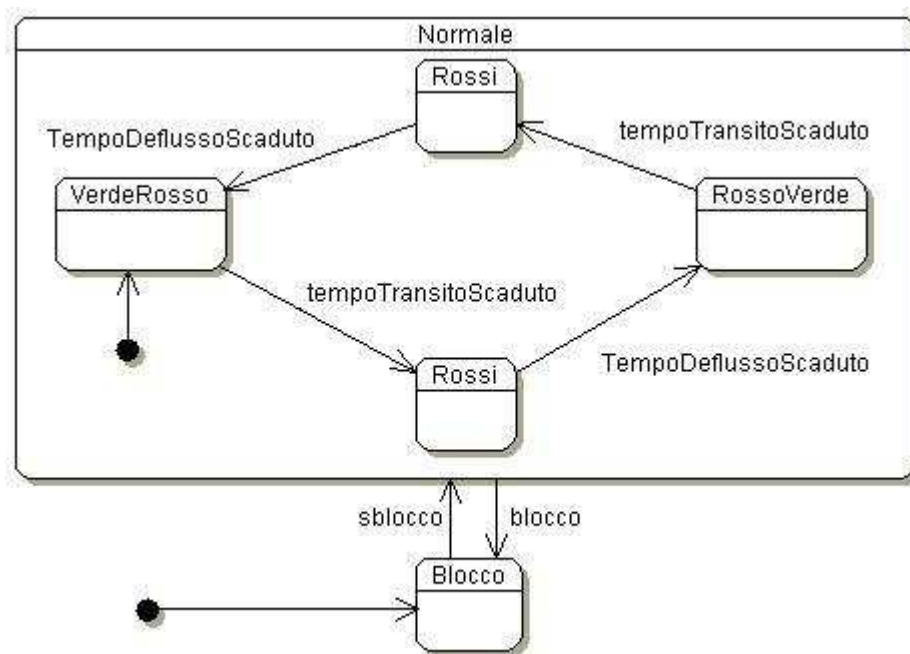 Normale
Rossi
TempoDeflussoScaduto
tempoTransitoScaduto
VerdeRosso
RossoVerde
tempoTransitoScaduto
Rossi
TempoDeflussoScaduto
sblocco
blocco
Blocco